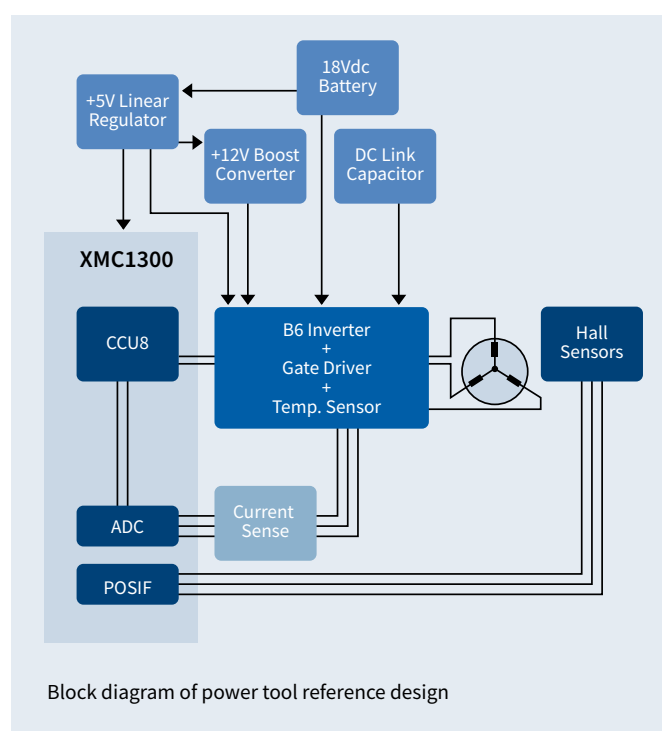 18Vdc
Battery
+5V Linear
Regulator
+12V Boost
Converter
DC Link
Capacitor
XMC1300
CCU8
B6 Inverter
+
Gate Driver
+
Temp. Sensor
Hall
Sensors
ADC
Current
Sense
POSIF
Block diagram of power tool reference design